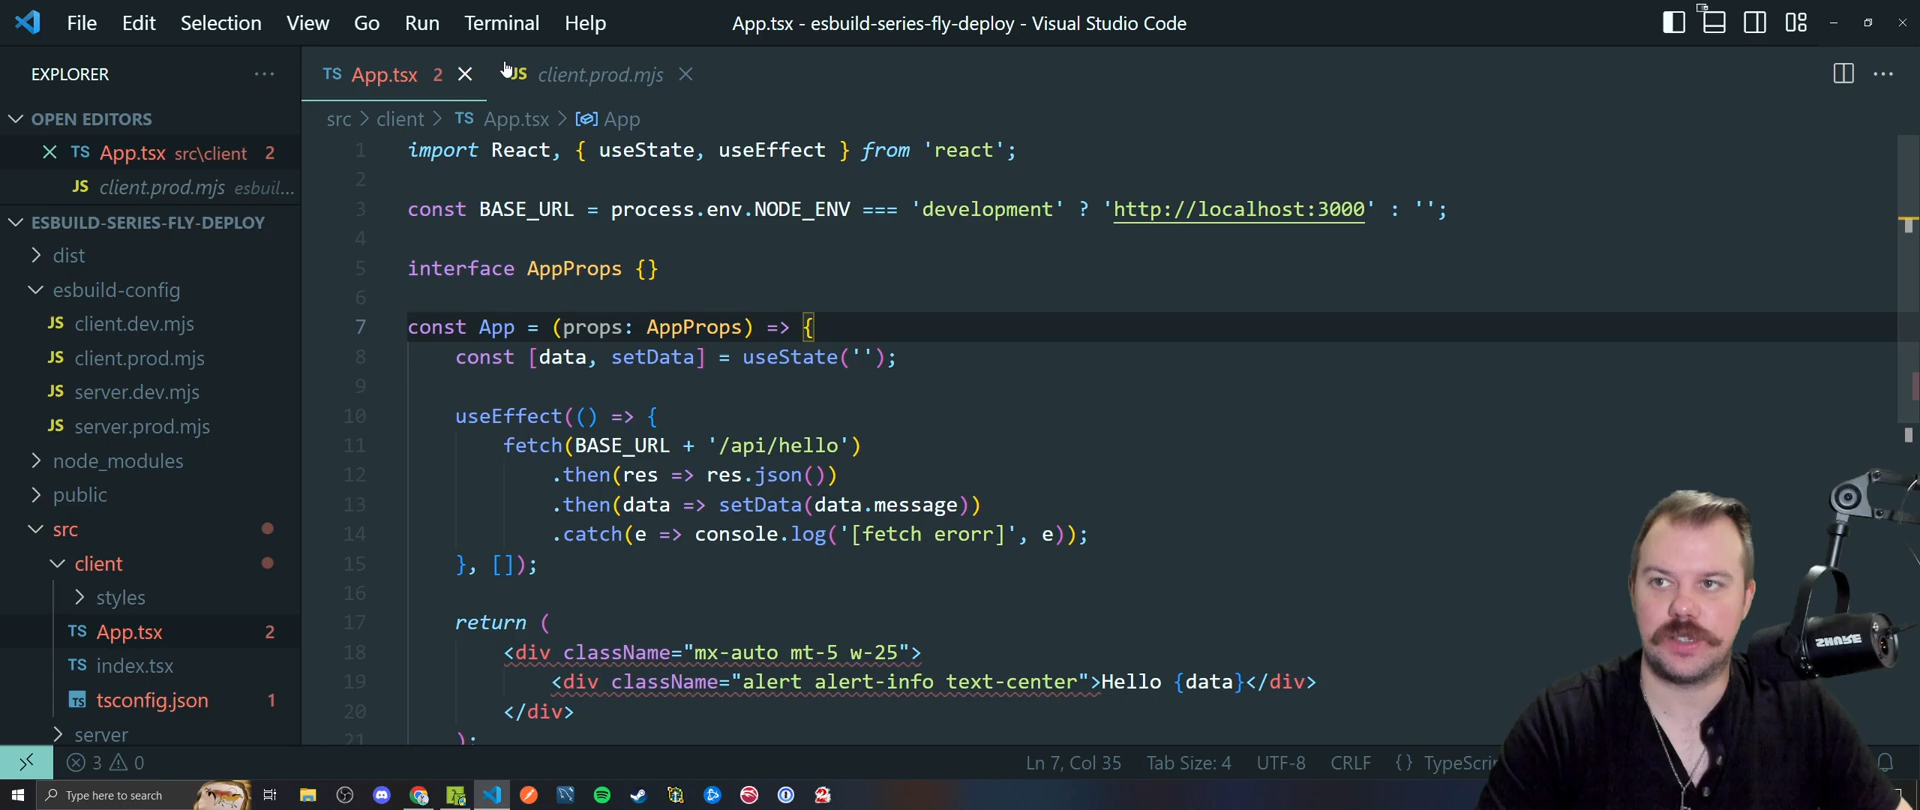 File Edit Selection View Go Run Terminal Help
App.tsx - esbuild-series-fly-deploy - Visual Studio Code
EXPLORER
OPEN EDITORS
TS App.tsx src\client 2
JS client.prod.mjs esbuil...
ESBUILD-SERIES-FLY-DEPLOY
dist
esbuild-config
JS client.dev.mjs
JS client.prod.mjs
JS server.dev.mjs
JS server.prod.mjs
node_modules
public
src
client
styles
TS App.tsx 2
TS index.tsx
TS tsconfig.json 1
server
TS App.tsx 2
JS client.prod.mjs
src > client > TS App.tsx > App
1 import React, { useState, useEffect } from 'react';
2
3 const BASE_URL = process.env.NODE_ENV === 'development' ? 'http://localhost:3000' : '';
4
5 interface AppProps {}
6
7 const App = (props: AppProps) => {
8 const [data, setData] = useState('');
9
10 useEffect(() => {
11 fetch(BASE_URL + '/api/hello')
12 .then(res => res.json())
13 .then(data => setData(data.message))
14 .catch(e => console.log('[fetch erorr]', e));
15 }, []);
16
17 return (
18 <div className="mx-auto mt-5 w-25">
19 <div className="alert alert-info text-center">Hello {data}</div>
20 </div>
21 );
SHURE
3 0
Ln 7, Col 35 Tab Size: 4 UTF-8 CRLF {} TypeScri
Type here to search